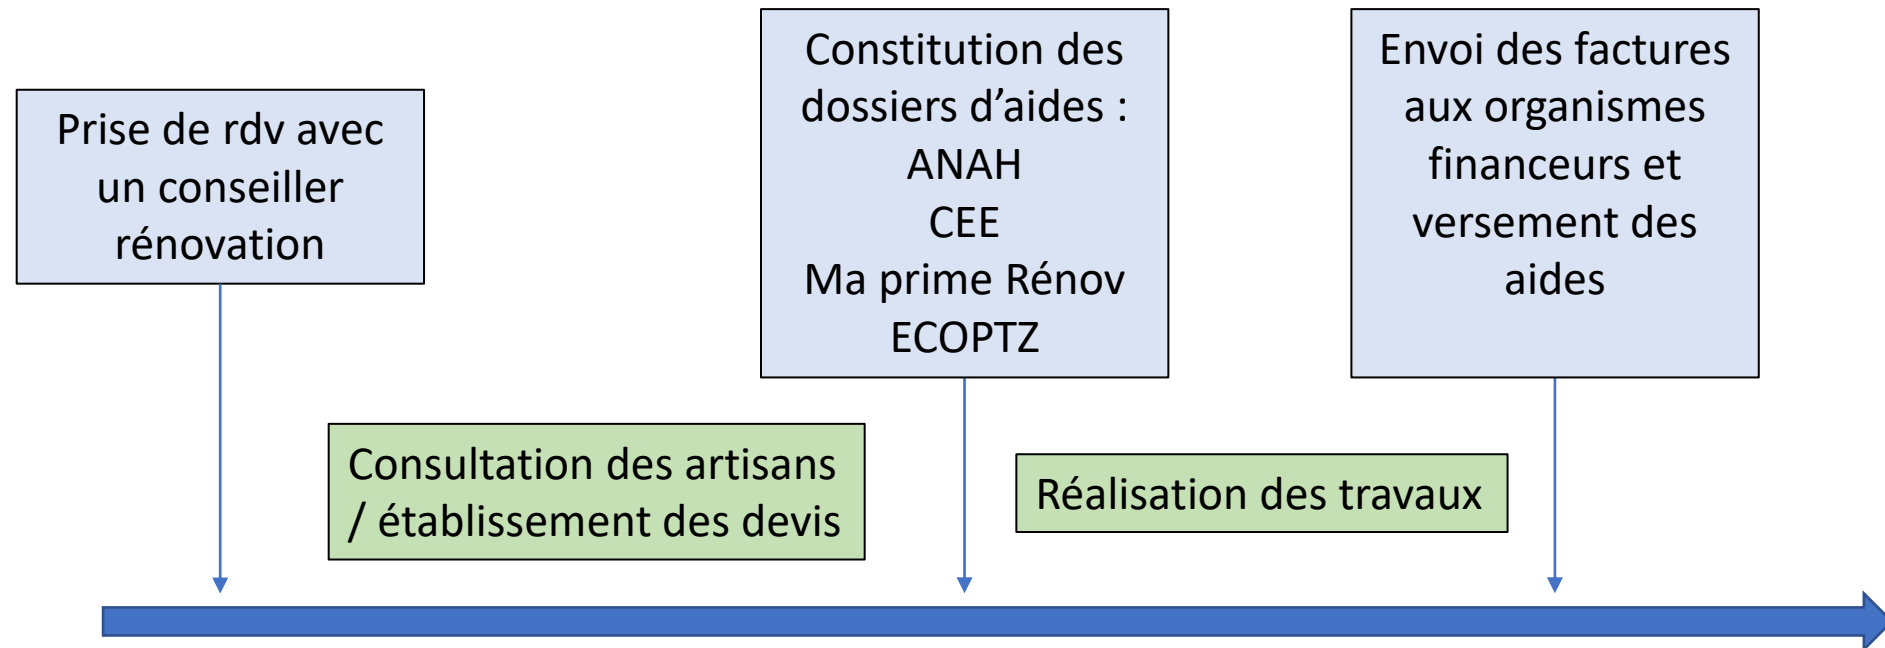 Prise de rdv avec
un conseiller
rénovation
Consultation des artisans
/ établissement des devis
Constitution des
dossiers d’aides :
ANAH
CEE
Ma prime Rénov
ECOPTZ
Réalisation des travaux
Envoi des factures
aux organismes
financeurs et
versement des
aides